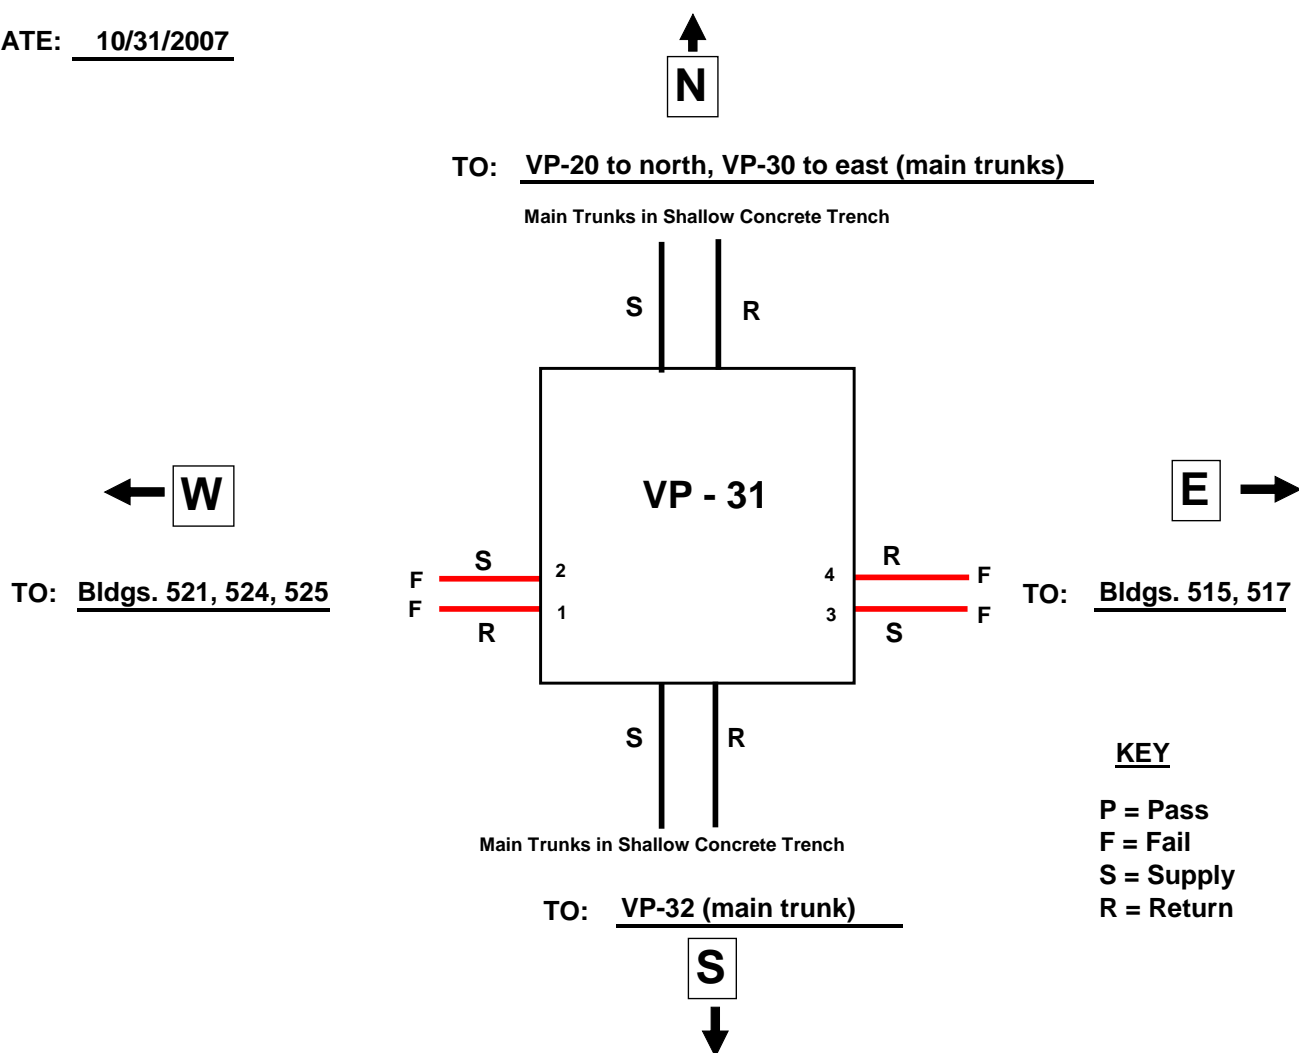 ATE: 10/31/2007
N
TO: VP-20 to north, VP-30 to east (main trunks)
Main Trunks in Shallow Concrete Trench
S R
W
VP - 31
E
TO: Bldgs. 521, 524, 525
F S 2
F 1
R
4 R F
3 F
S
TO: Bldgs. 515, 517
S R
Main Trunks in Shallow Concrete Trench
TO: VP-32 (main trunk)
S
KEY
P = Pass
F = Fail
S = Supply
R = Return